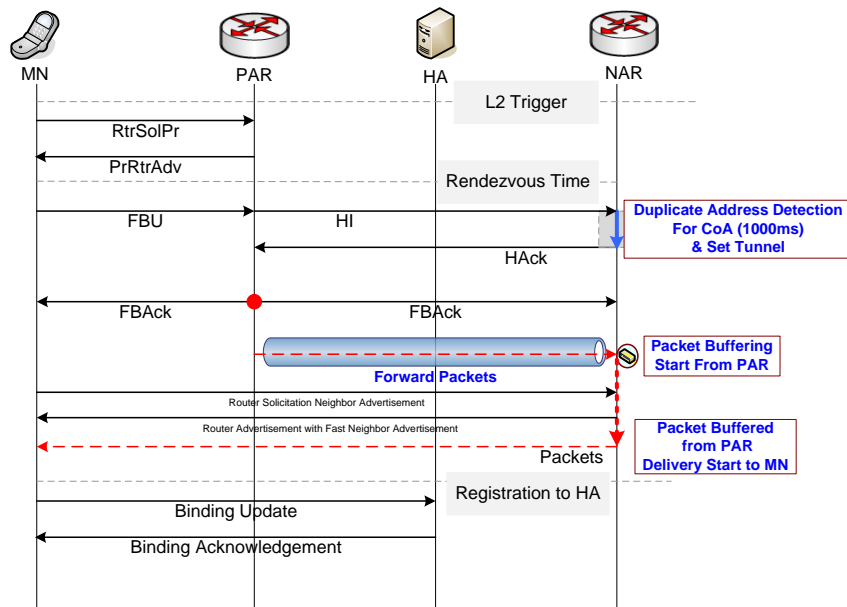 MN
PAR
HA
NAR
L2 Trigger
RtrSolPr
PrRtrAdv
Rendezvous Time
FBU
HI
Duplicate Address Detection
For CoA (1000ms)
& Set Tunnel
HAck
FBAck
FBAck
Packet Buffering
Start From PAR
Forward Packets
Router Solicitation Neighbor Advertisement
Router Advertisement with Fast Neighbor Advertisement
Packet Buffered
from PAR
Delivery Start to MN
Packets
Registration to HA
Binding Update
Binding Acknowledgement